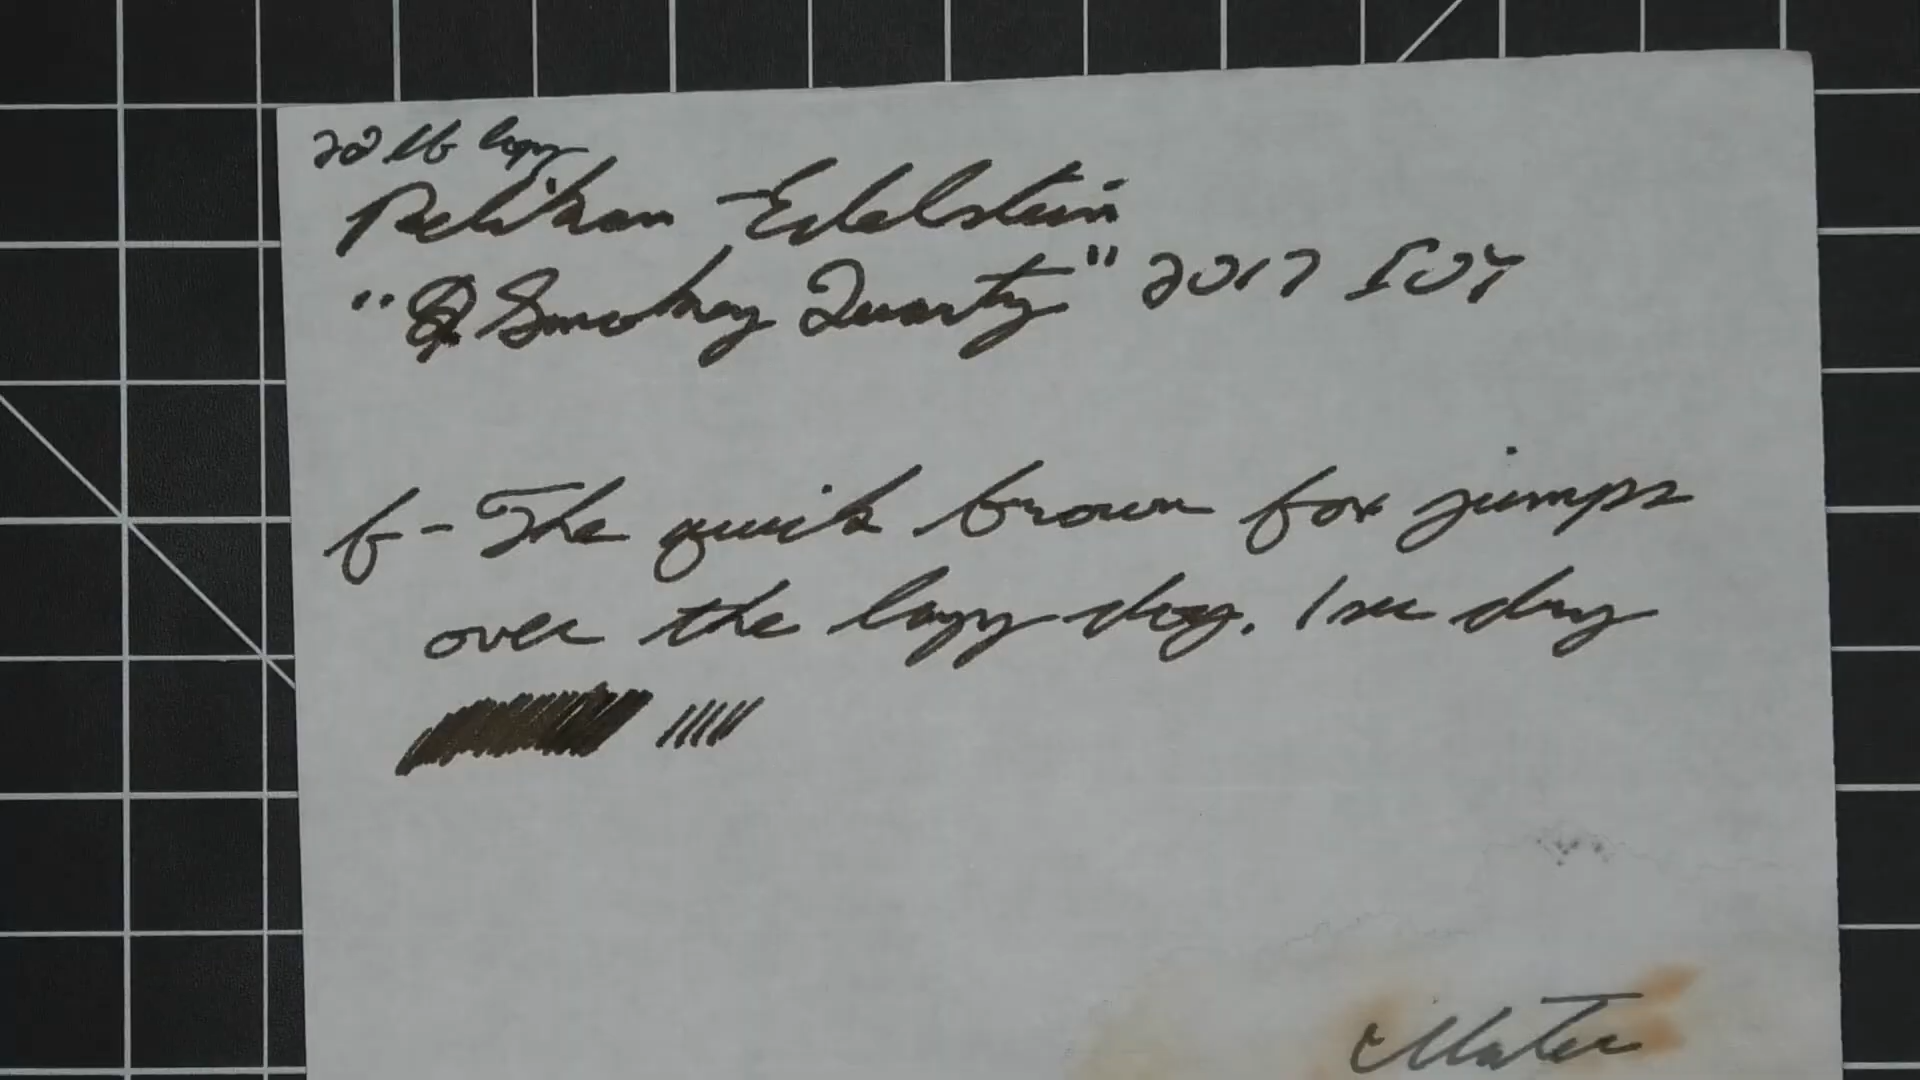 20 lb copy
Pelikan Edelstein
"Smokey Quartz" 2017 IOY
f - The quick brown fox jumps
over the lazy dog. 1 sec dry
Water